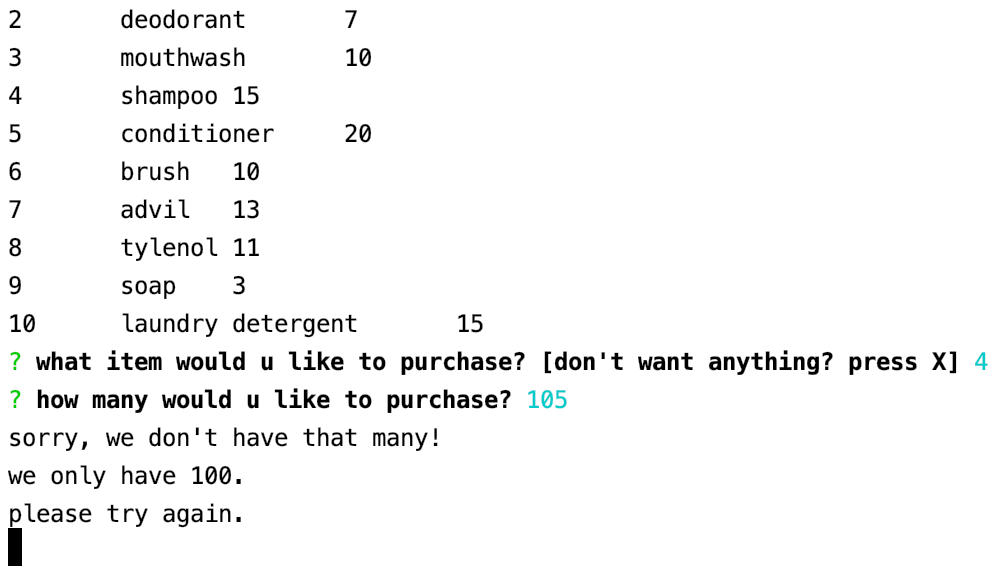 2 deodorant 7
3 mouthwash 10
4 shampoo 15
5 conditioner 20
6 brush 10
7 advil 13
8 tylenol 11
9 soap 3
10 laundry detergent 15
? what item would u like to purchase? [don't want anything? press X] 4
? how many would u like to purchase? 105
sorry, we don't have that many!
we only have 100.
please try again.